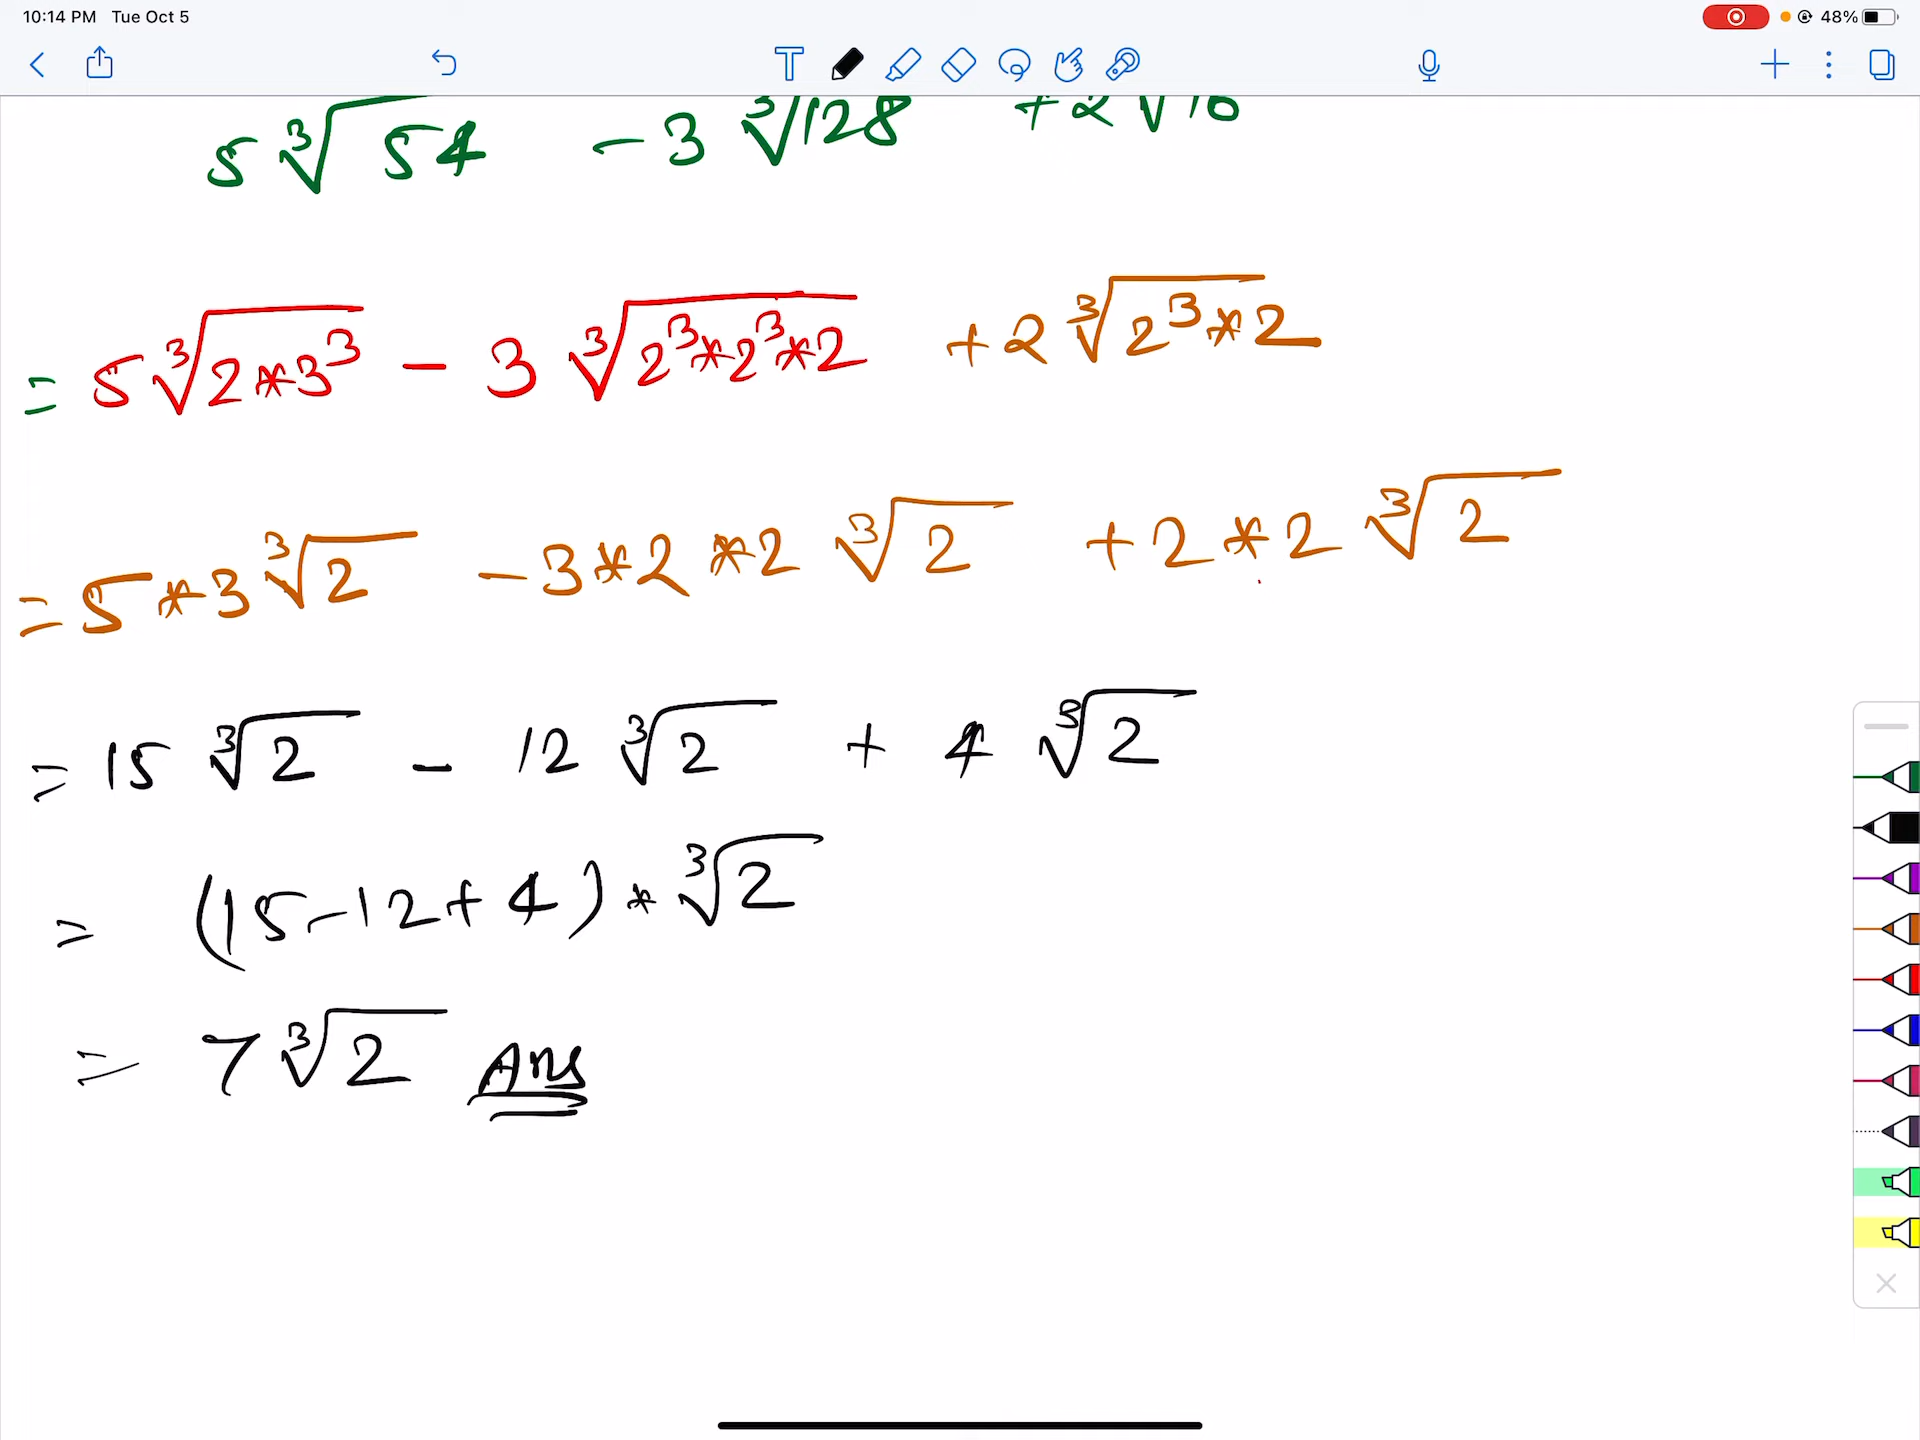 10:14 PM Tue Oct 5 48%
5 ∛54 - 3 ∛128 + 2 √16
= 5 ∛(2*3³) - 3 ∛(2³*2³*2) + 2 ∛(2³*2)
= 5*3 ∛2 - 3*2*2 ∛2 + 2*2 ∛2
= 15 ∛2 - 12 ∛2 + 4 ∛2
= (15-12+4) * ∛2
= 7 ∛2 Ans